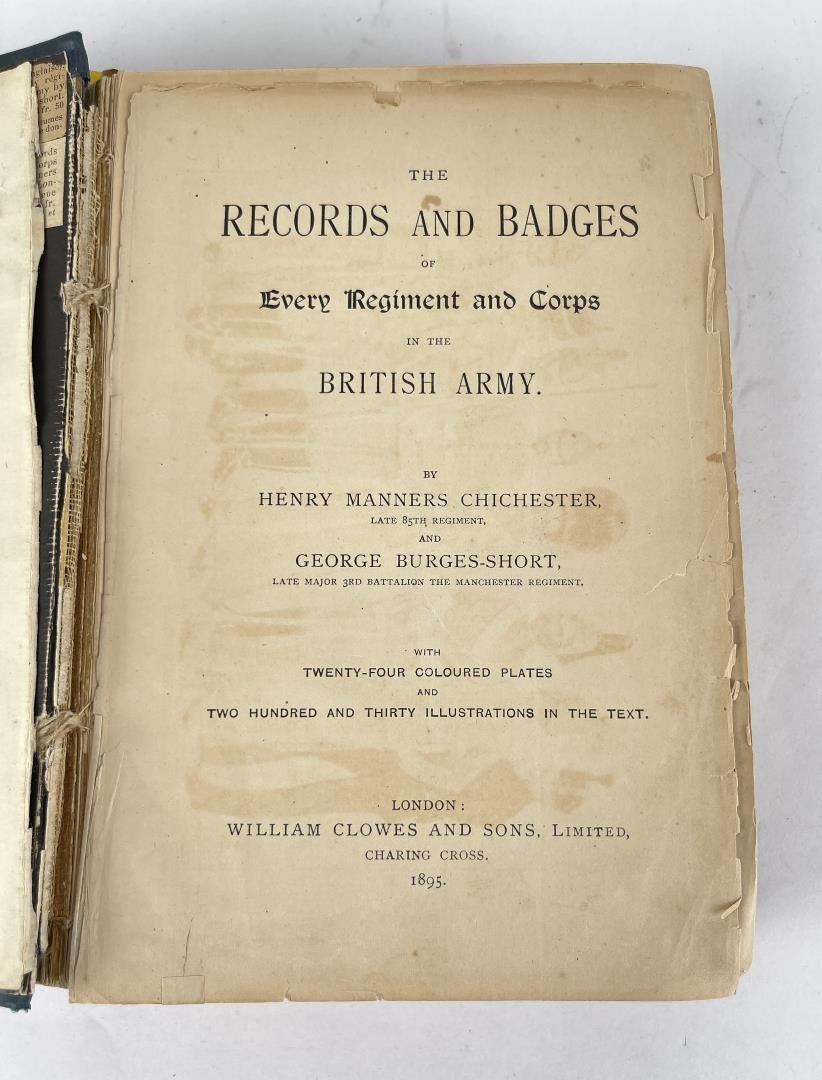 THE
RECORDS AND BADGES
OF
Every Regiment and Corps
IN THE
BRITISH ARMY.
BY
HENRY MANNERS CHICHESTER,
LATE 85TH REGIMENT,
AND
GEORGE BURGES-SHORT,
LATE MAJOR 3RD BATTALION THE MANCHESTER REGIMENT.
WITH
TWENTY-FOUR COLOURED PLATES
AND
TWO HUNDRED AND THIRTY ILLUSTRATIONS IN THE TEXT.
LONDON:
WILLIAM CLOWES AND SONS, LIMITED,
CHARING CROSS.
1895.